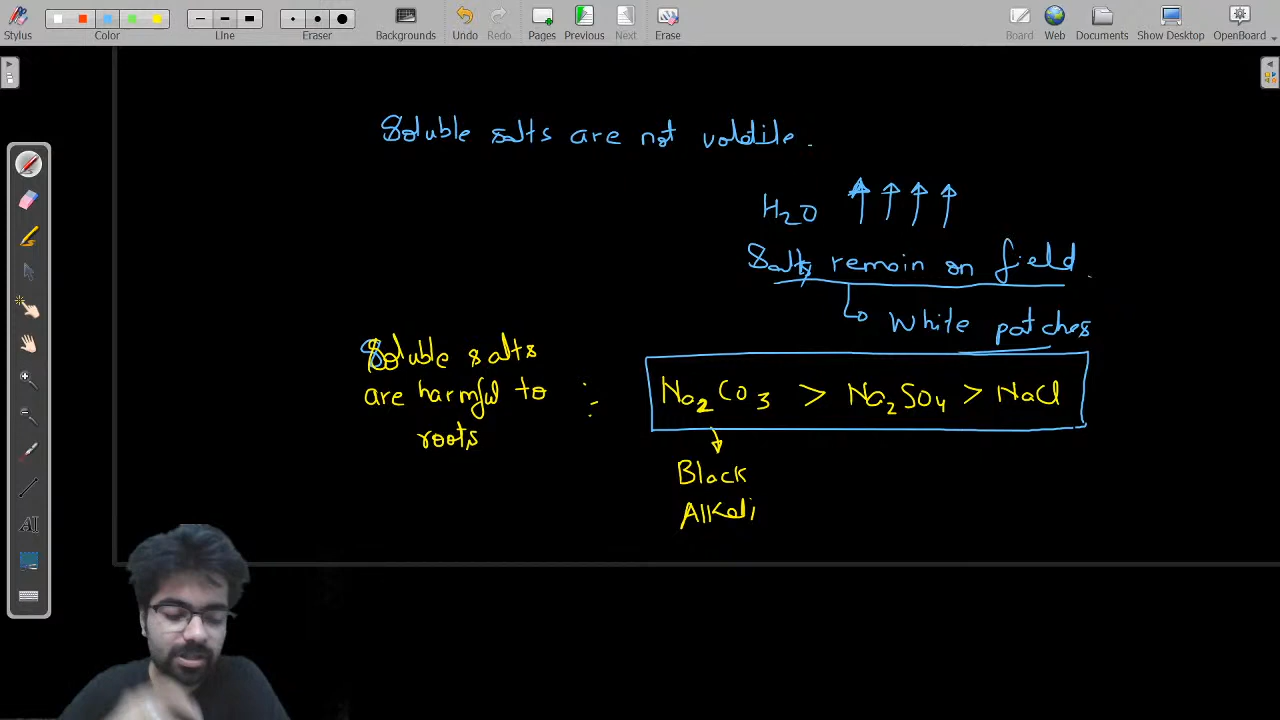 Stylus
Color
Line
Eraser
Backgrounds
Undo
Redo
Pages
Previous
Next
Erase
Board
Web
Documents
Show Desktop
OpenBoard
Soluble salts are not volatile.
H2O ↑ ↑ ↑ ↑
Salts remain on field.
White patches
Soluble salts
are harmful to
roots
Na2CO3 > Na2SO4 > NaCl
Black
Alkali
AI